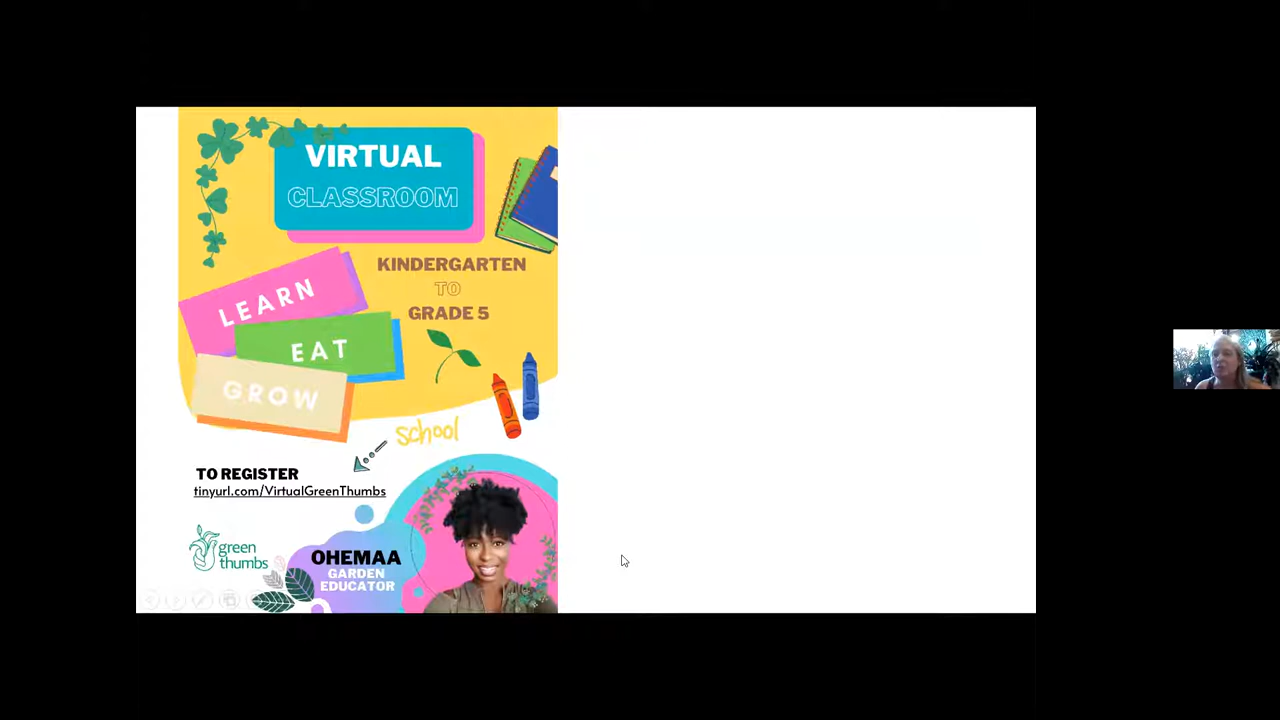 VIRTUAL
CLASSROOM
KINDERGARTEN
TO
GRADE 5
LEARN
EAT
GROW
school
TO REGISTER
tinyurl.com/VirtualGreenThumbs
green
thumbs
OHEMAA
GARDEN
EDUCATOR